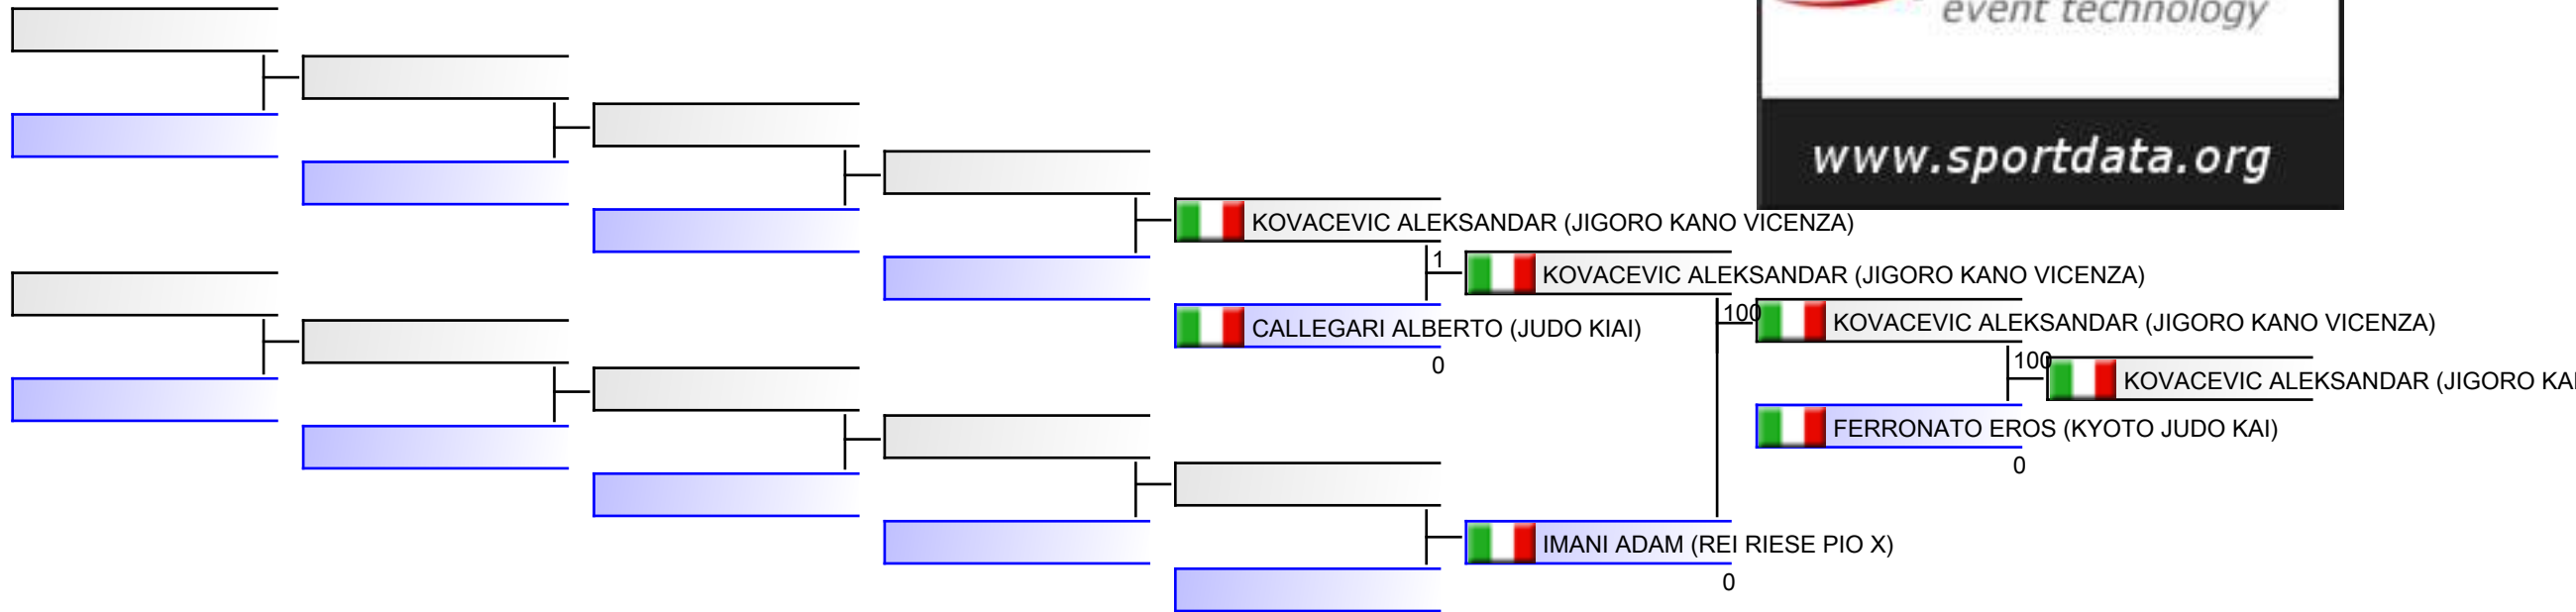 event technology
www.sportdata.org
KOVACEVIC ALEKSANDAR (JIGORO KANO VICENZA)
1
KOVACEVIC ALEKSANDAR (JIGORO KANO VICENZA)
100
KOVACEVIC ALEKSANDAR (JIGORO KANO VICENZA)
CALLEGARI ALBERTO (JUDO KIAI)
0
100
KOVACEVIC ALEKSANDAR (JIGORO KA
FERRONATO EROS (KYOTO JUDO KAI)
0
IMANI ADAM (REI RIESE PIO X)
0